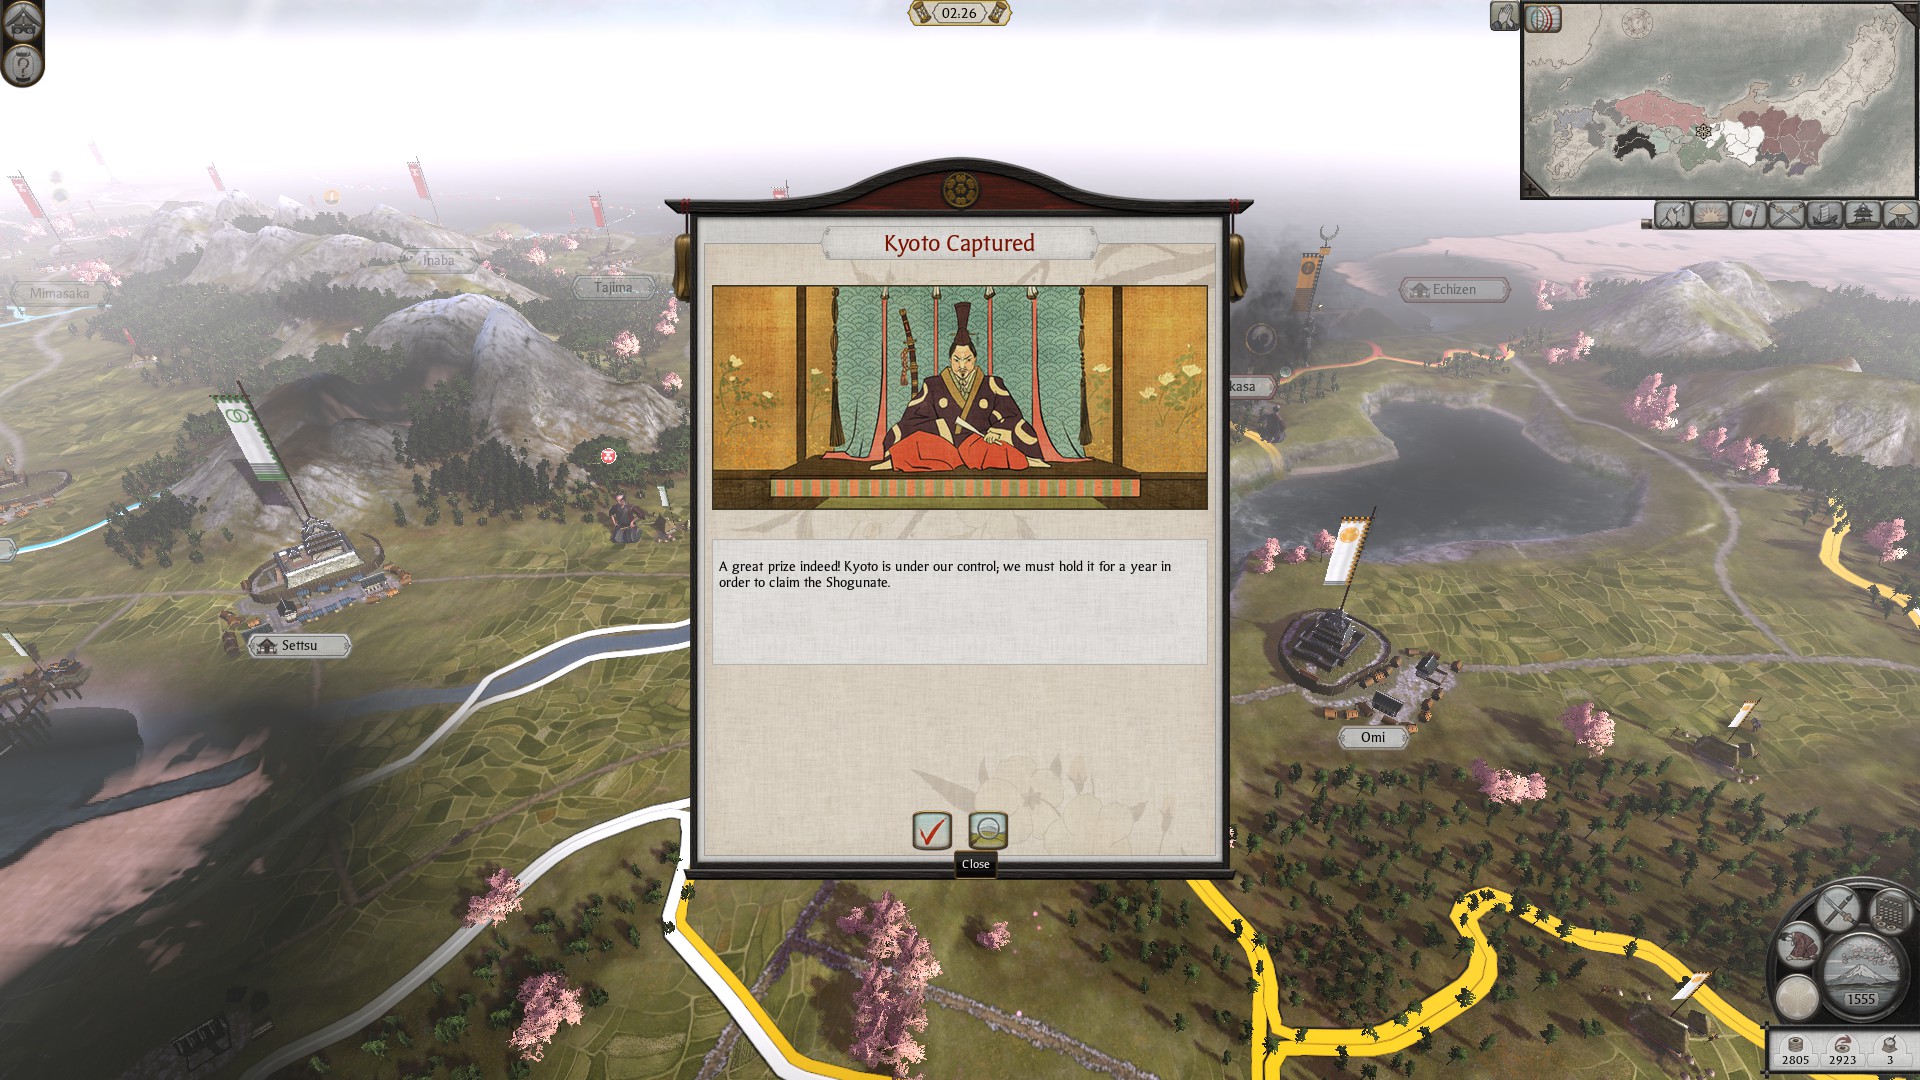 02:26
Kyoto Captured
Inaba
Tajima
Mimasaka
Echizen
kasa
A great prize indeed! Kyoto is under our control; we must hold it for a year in
order to claim the Shogunate.
Settsu
Omi
Close
1555
2805
2923
3